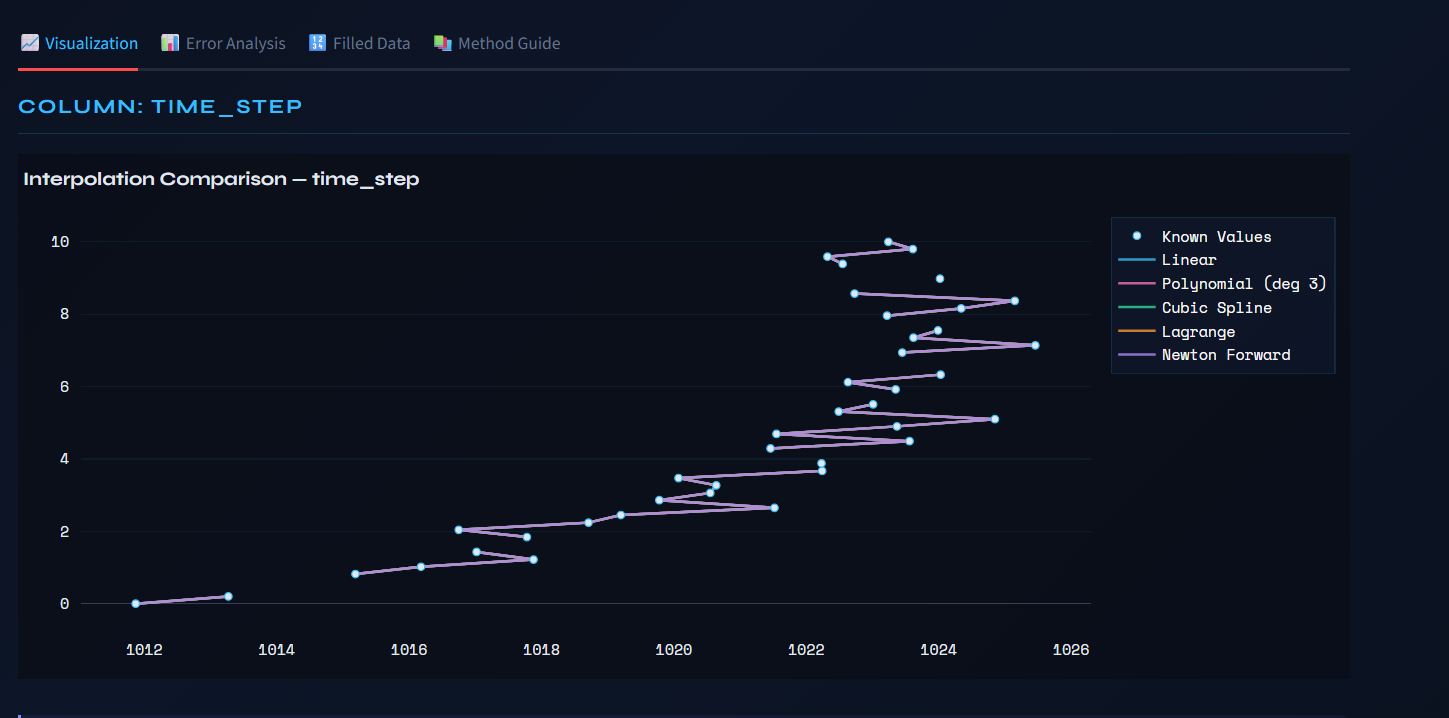 Visualization Error Analysis Filled Data Method Guide
COLUMN: TIME_STEP
Interpolation Comparison — time_step
Known Values
Linear
Polynomial (deg 3)
Cubic Spline
Lagrange
Newton Forward
10
8
6
4
2
0
1012 1014 1016 1018 1020 1022 1024 1026